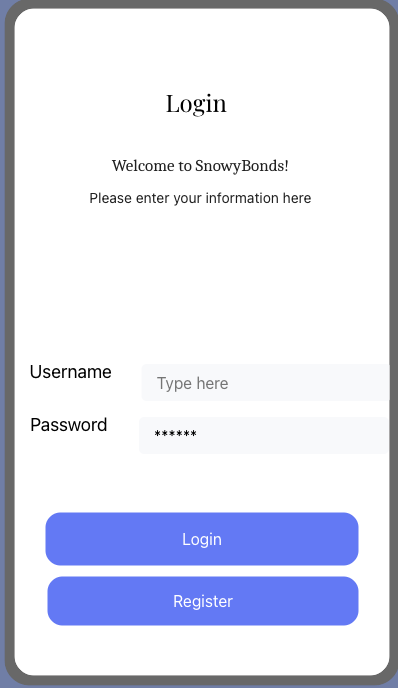 Login
Welcome to SnowyBonds!
Please enter your information here
Username
Type here
Password
******
Login
Register